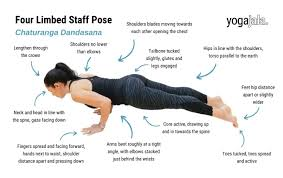 Four Limbed Staff Pose
Chaturanga Dandasana
yogajala.
Shoulders blades moving towards
each other opening the chest
Lengthen through
the crown
Shoulders no lower
than elbows
Tailbone tucked
slightly, glutes and
legs engaged
Hips in line with shoulders,
torso parallel to the earth
Feet hip distance
apart or slightly
wider
Neck and head in line with
the spine, gaze facing down
Core active, drawing up
and in towards the spine
Fingers spread and facing forward,
hands next to waist, shoulder
distance apart and pressing down
Arms bent roughly at a right
angle, with elbows stacked
just behind the wrists
Toes tucked, toes spread
and active